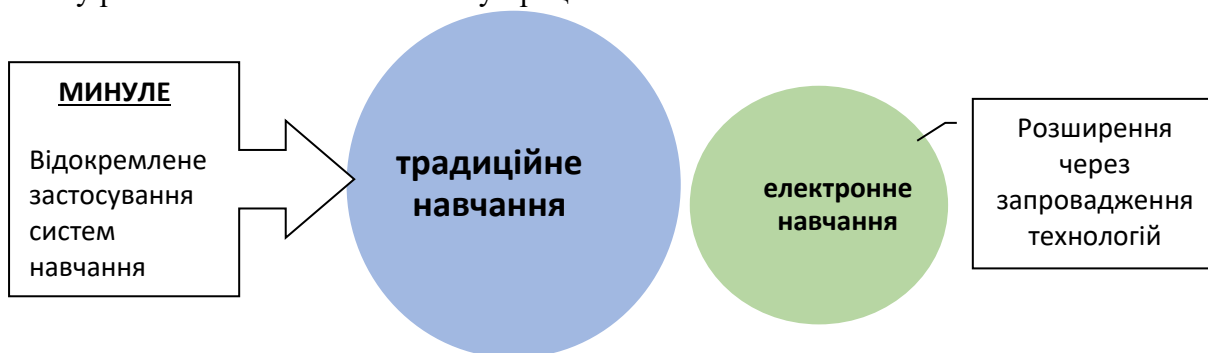 МИНУЛЕ
Відокремлене
застосування
систем
навчання
традиційне
навчання
електронне
навчання
Розширення
через
запровадження
технологій